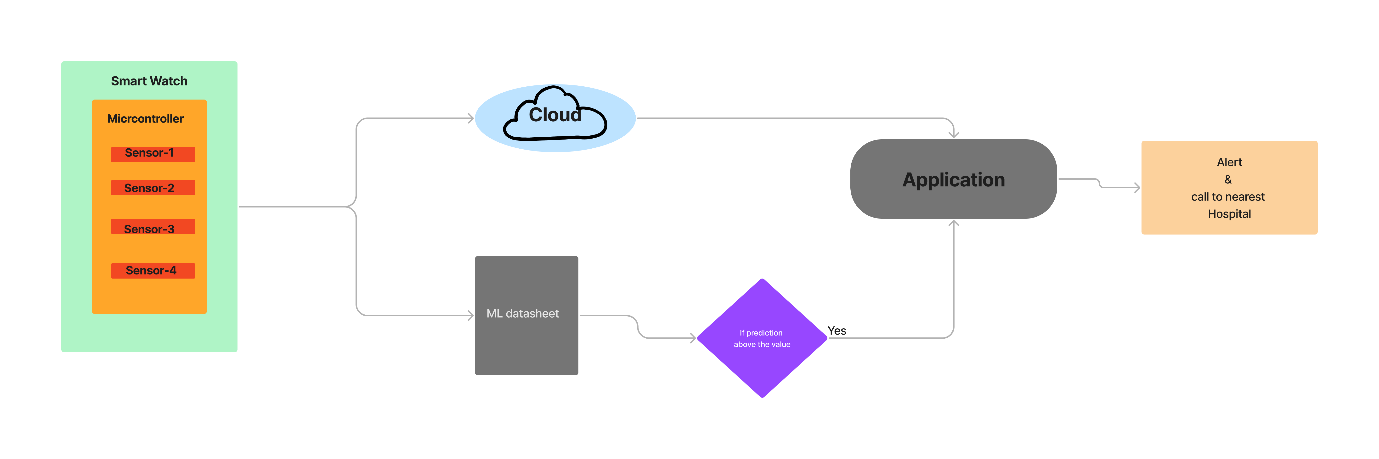 Smart Watch
Micrcontroller
Sensor-1
Sensor-2
Sensor-3
Sensor-4
Cloud
ML datasheet
If prediction
above the value
Yes
Application
Alert
&
call to nearest
Hospital